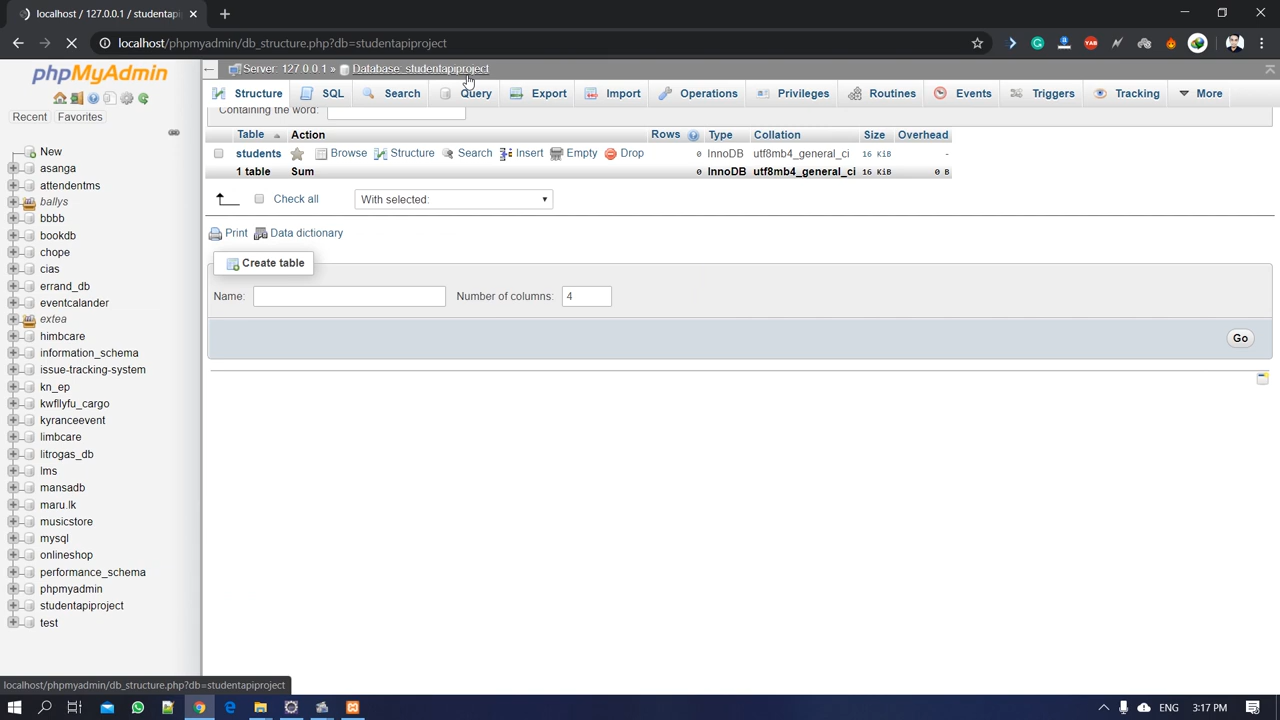 localhost / 127.0.0.1 / studentapi
localhost/phpmyadmin/db_structure.php?db=studentapiproject
phpMyAdmin
Recent Favorites
New
asanga
attendentms
ballys
bbbb
bookdb
chope
cias
errand_db
eventcalander
extea
himbcare
information_schema
issue-tracking-system
kn_ep
kwfllyfu_cargo
kyranceevent
limbcare
litrogas_db
lms
mansadb
maru.lk
musicstore
mysql
onlineshop
performance_schema
phpmyadmin
studentapiproject
test
Server: 127.0.0.1 » Database: studentapiproject
Structure SQL Search Query Export Import Operations Privileges Routines Events Triggers Tracking More
Containing the word:
Table Action Rows Type Collation Size Overhead
students Browse Structure Search Insert Empty Drop 0 InnoDB utf8mb4_general_ci 16 KiB -
1 table Sum 0 InnoDB utf8mb4_general_ci 16 KiB 0 B
Check all With selected:
Print Data dictionary
Create table
Name: Number of columns: 4
Go
localhost/phpmyadmin/db_structure.php?db=studentapiproject
ENG 3:17 PM